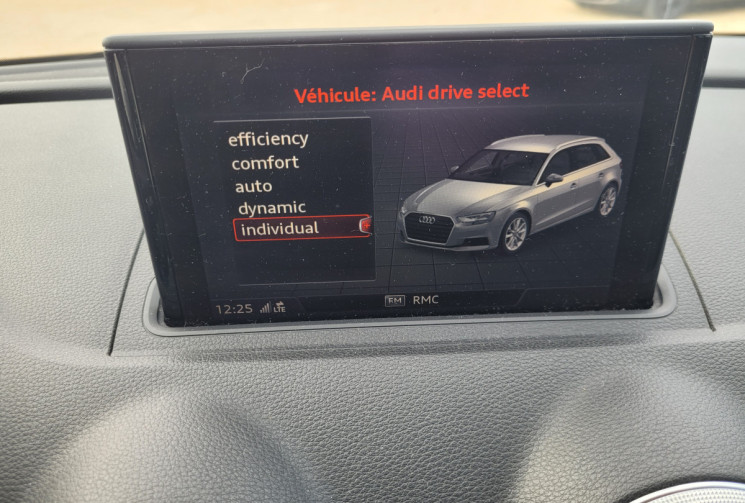 Véhicule: Audi drive select
efficiency
comfort
auto
dynamic
individual
12:25 LTE
FM RMC